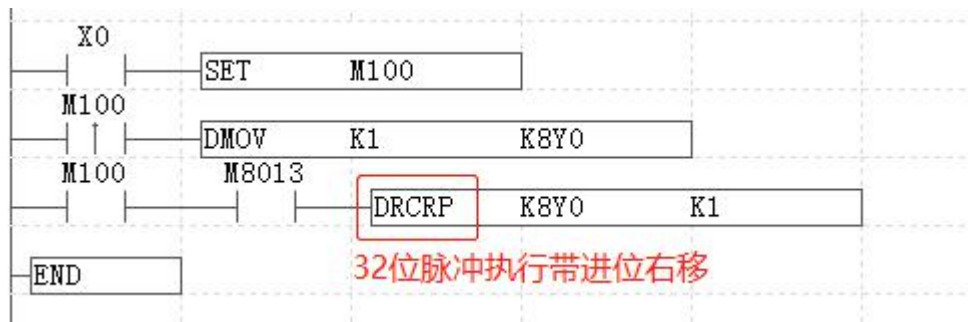 X0
SET M100
M100
DMOV K1 K8Y0
M100 M8013
DRCRP K8Y0 K1
32位脉冲执行带进位右移
END